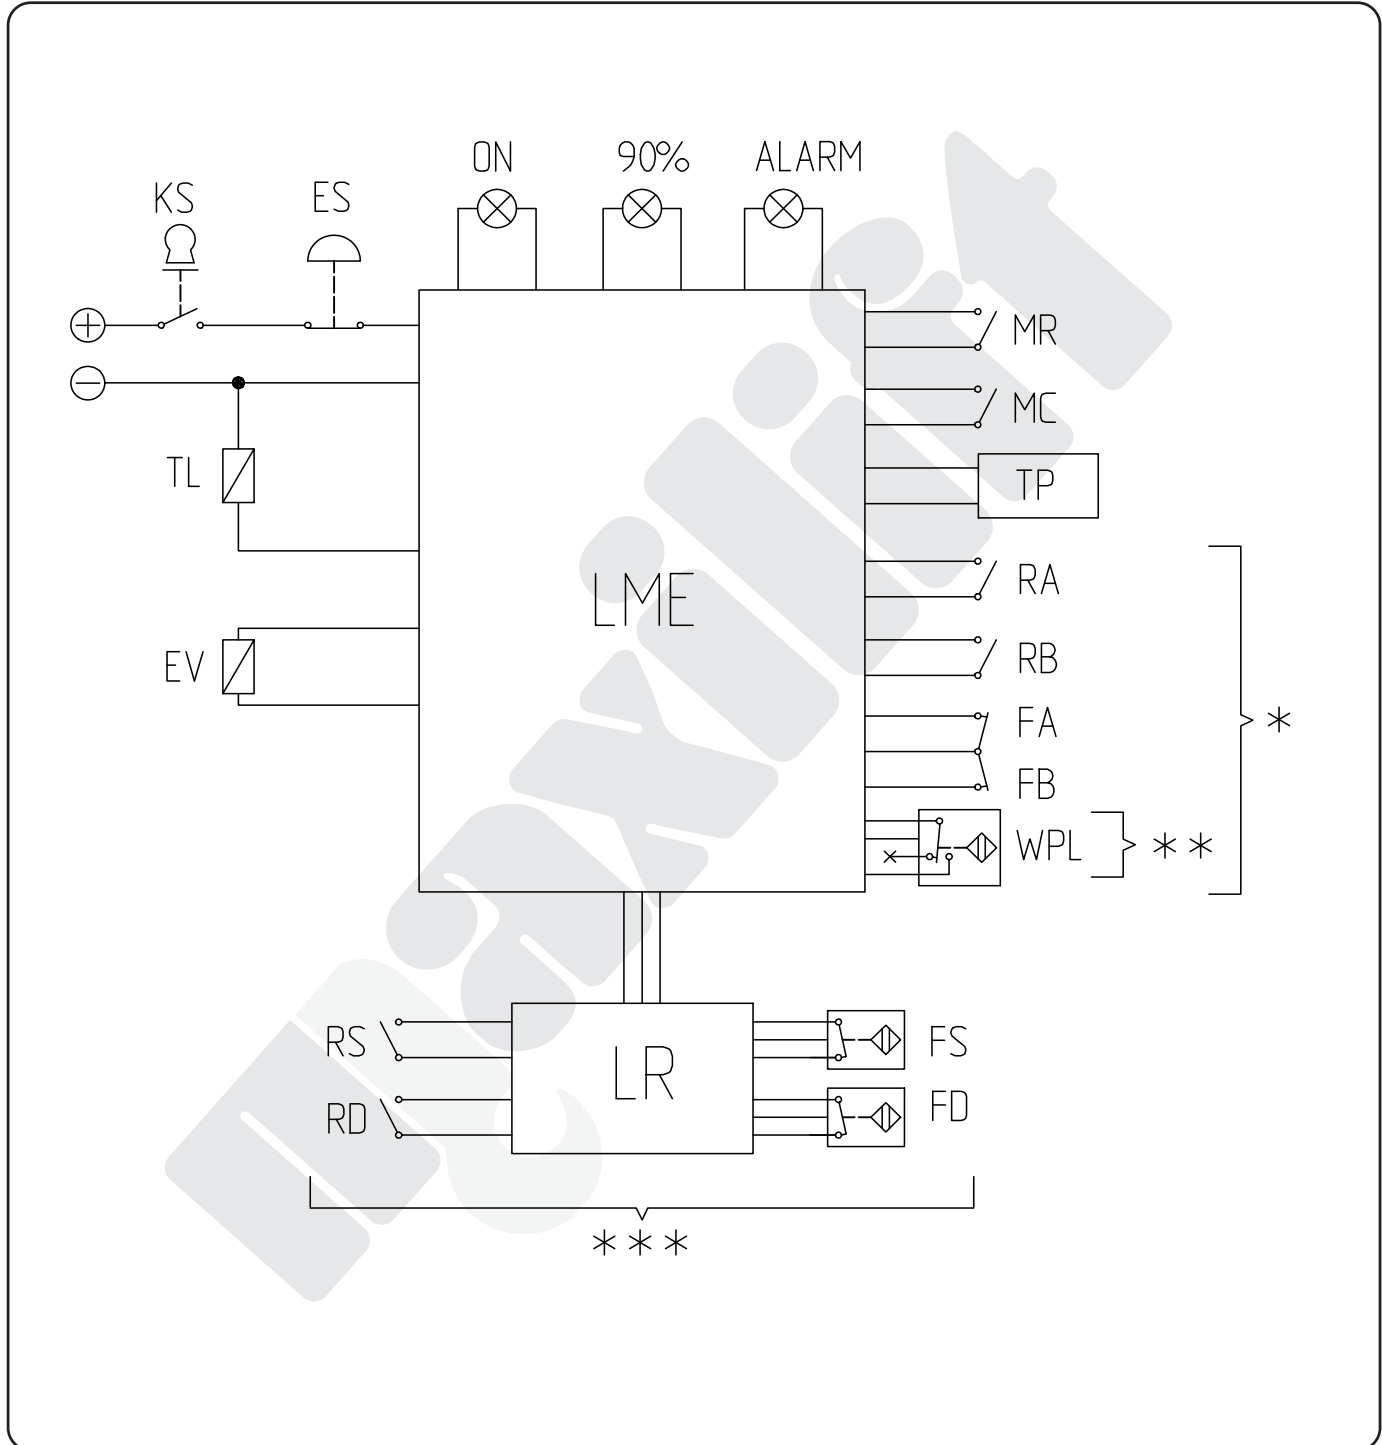 ON 90% ALARM
KS ES
+
MR
−
MC
TL
TP
RA
LME
EV
RB
FA
FB
WPL
* *
*
RS
LR
FS
RD
FD
* * *
maxilift